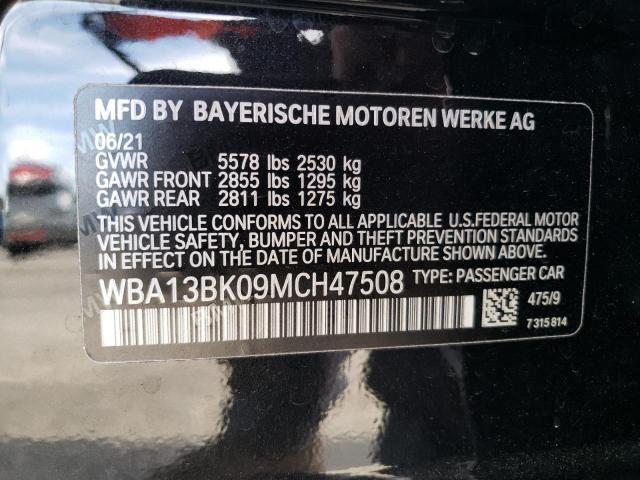 MFD BY BAYERISCHE MOTOREN WERKE AG
06/21
GVWR 5578 lbs 2530 kg
GAWR FRONT 2855 lbs 1295 kg
GAWR REAR 2811 lbs 1275 kg
THIS VEHICLE CONFORMS TO ALL APPLICABLE U.S.FEDERAL MOTOR
VEHICLE SAFETY, BUMPER AND THEFT PREVENTION STANDARDS
IN EFFECT ON THE DATE OF MANUFACTURE SHOWN ABOVE.
WBA13BK09MCH47508 TYPE: PASSENGER CAR
475/9
7315814